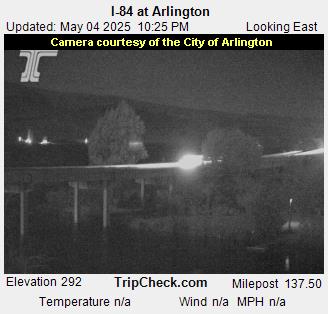 I-84 at Arlington
Updated: May 04 2025 10:25 PM Looking East
Camera courtesy of the City of Arlington
Elevation 292 TripCheck.com Milepost 137.50
Temperature n/a Wind n/a MPH n/a